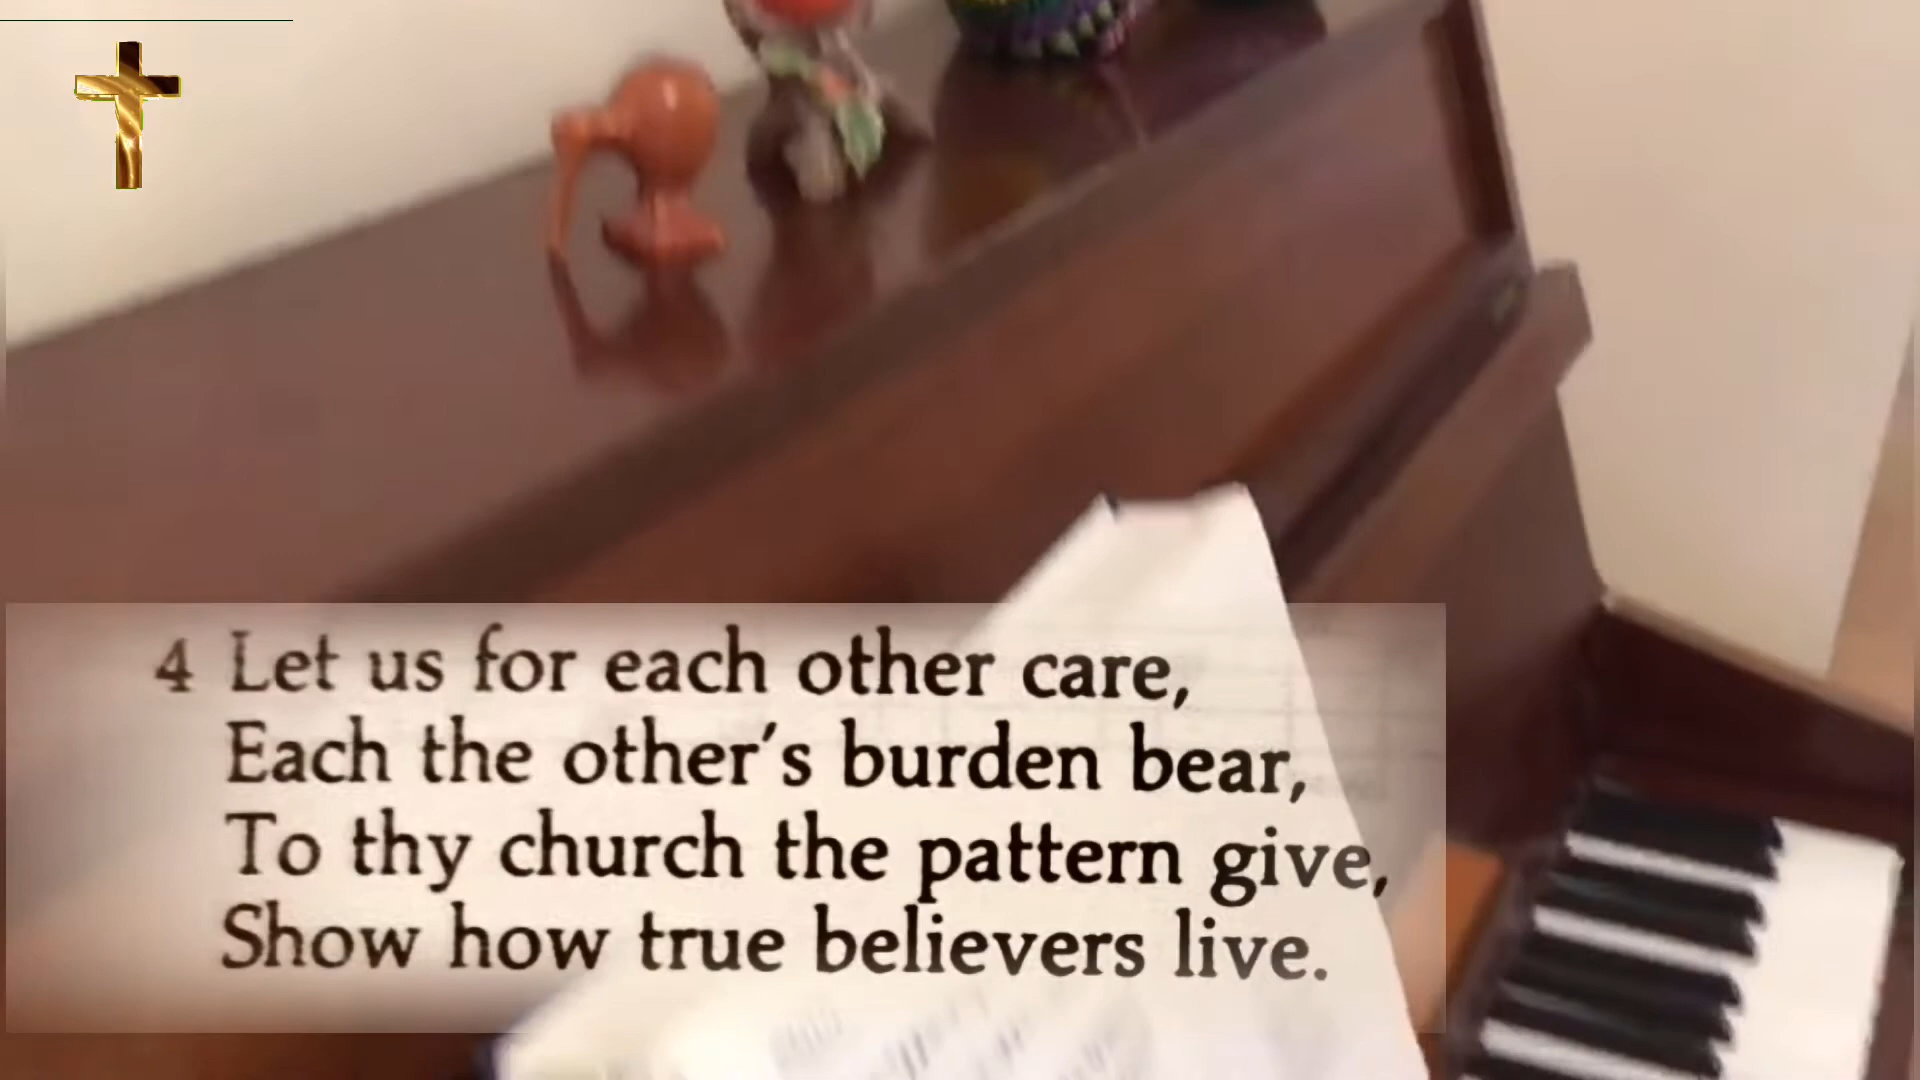 4 Let us for each other care,
Each the other's burden bear,
To thy church the pattern give,
Show how true believers live.